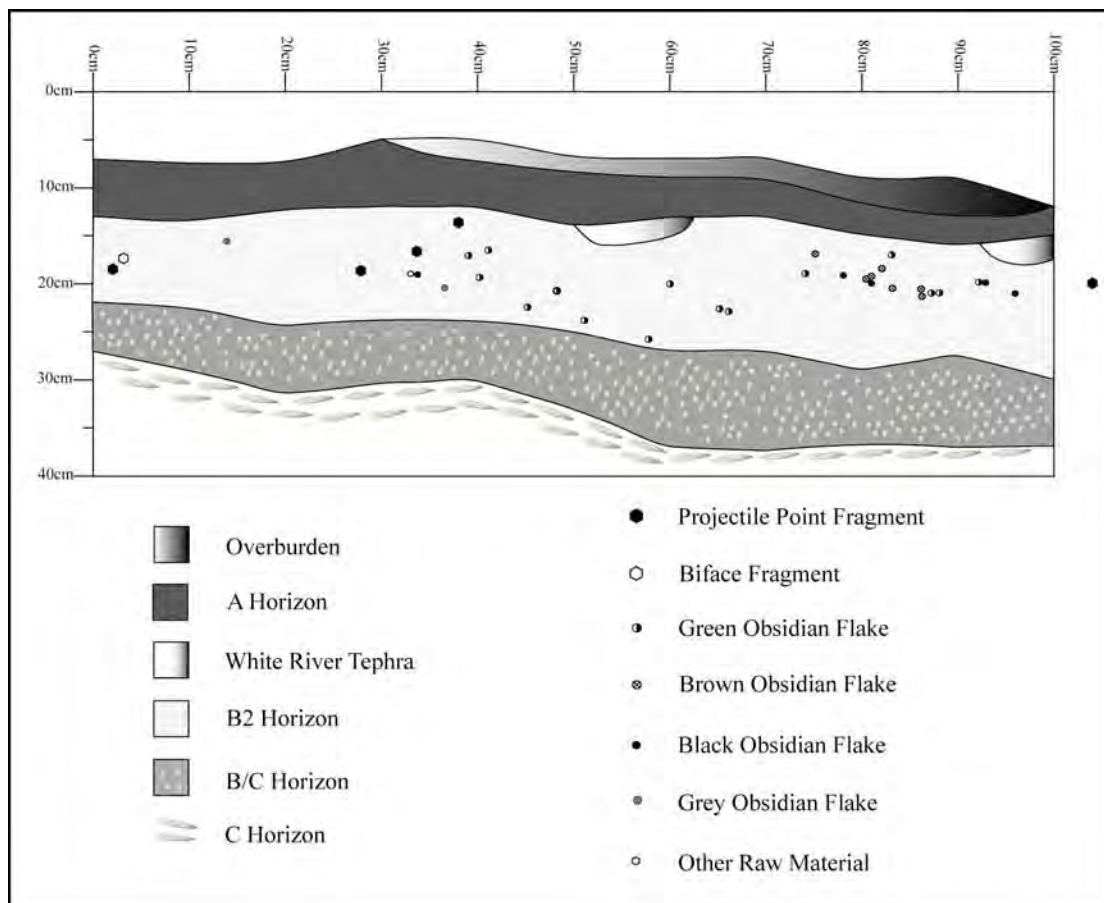 0cm
10cm
20cm
30cm
40cm
50cm
60cm
70cm
80cm
90cm
100cm
0cm
10cm
20cm
30cm
40cm
Overburden
A Horizon
White River Tephra
B2 Horizon
B/C Horizon
C Horizon
Projectile Point Fragment
Biface Fragment
Green Obsidian Flake
Brown Obsidian Flake
Black Obsidian Flake
Grey Obsidian Flake
Other Raw Material